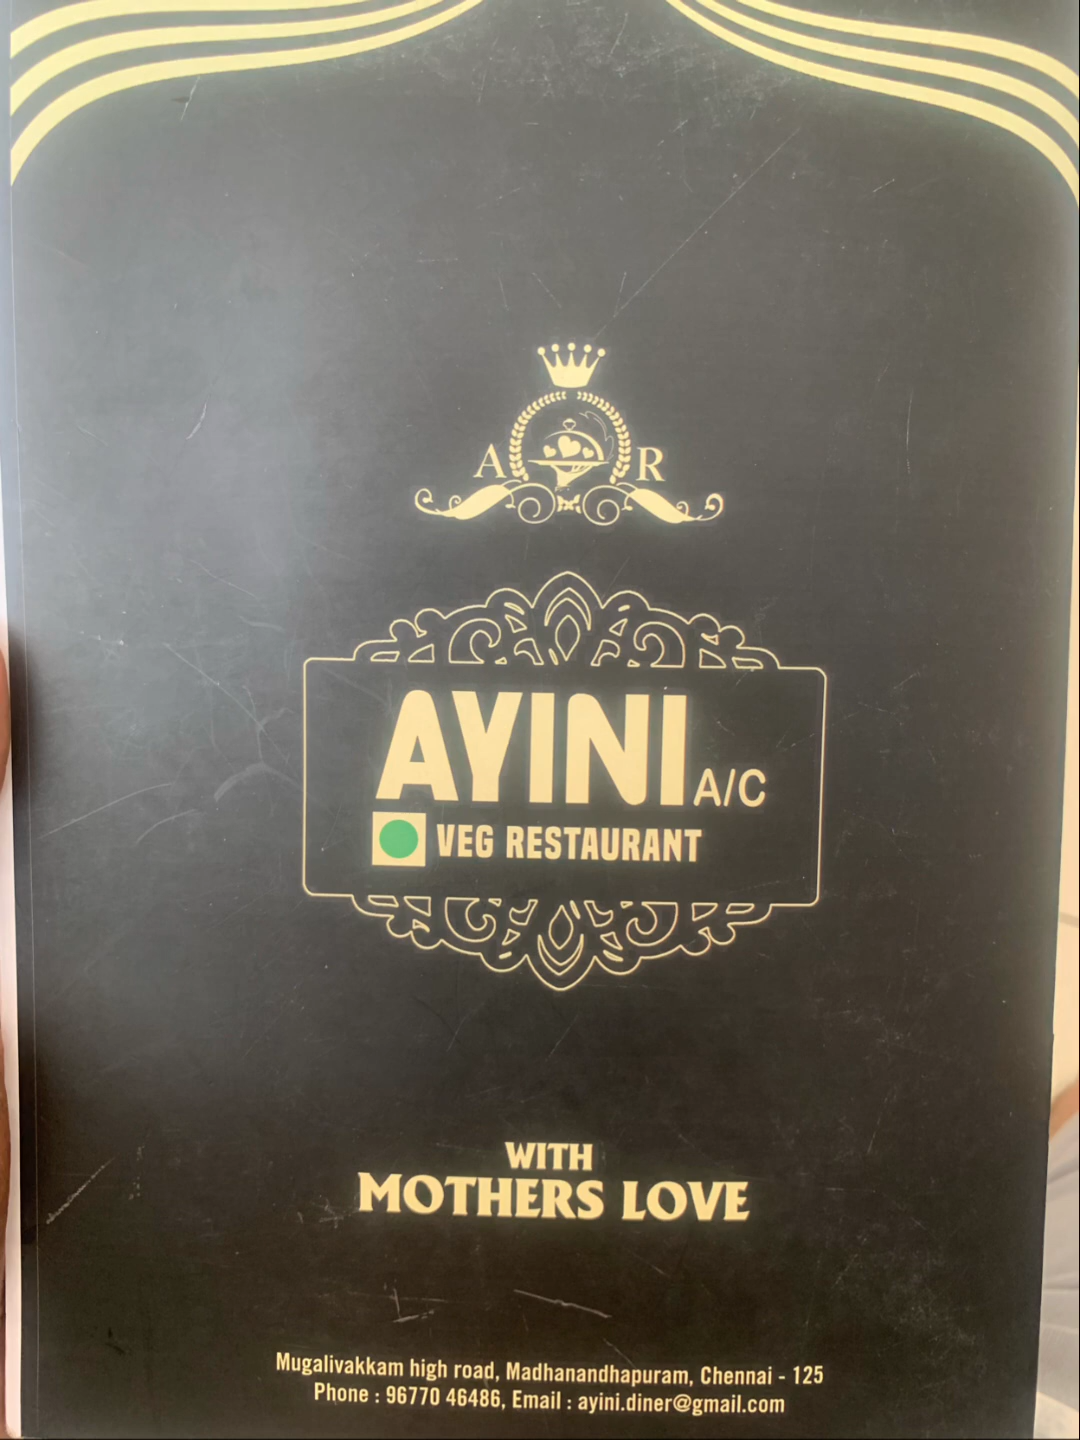 A R
AYINI A/C
VEG RESTAURANT
WITH
MOTHERS LOVE
Mugalivakkam high road, Madhanandhapuram, Chennai - 125
Phone : 96770 46486, Email : ayini.diner@gmail.com